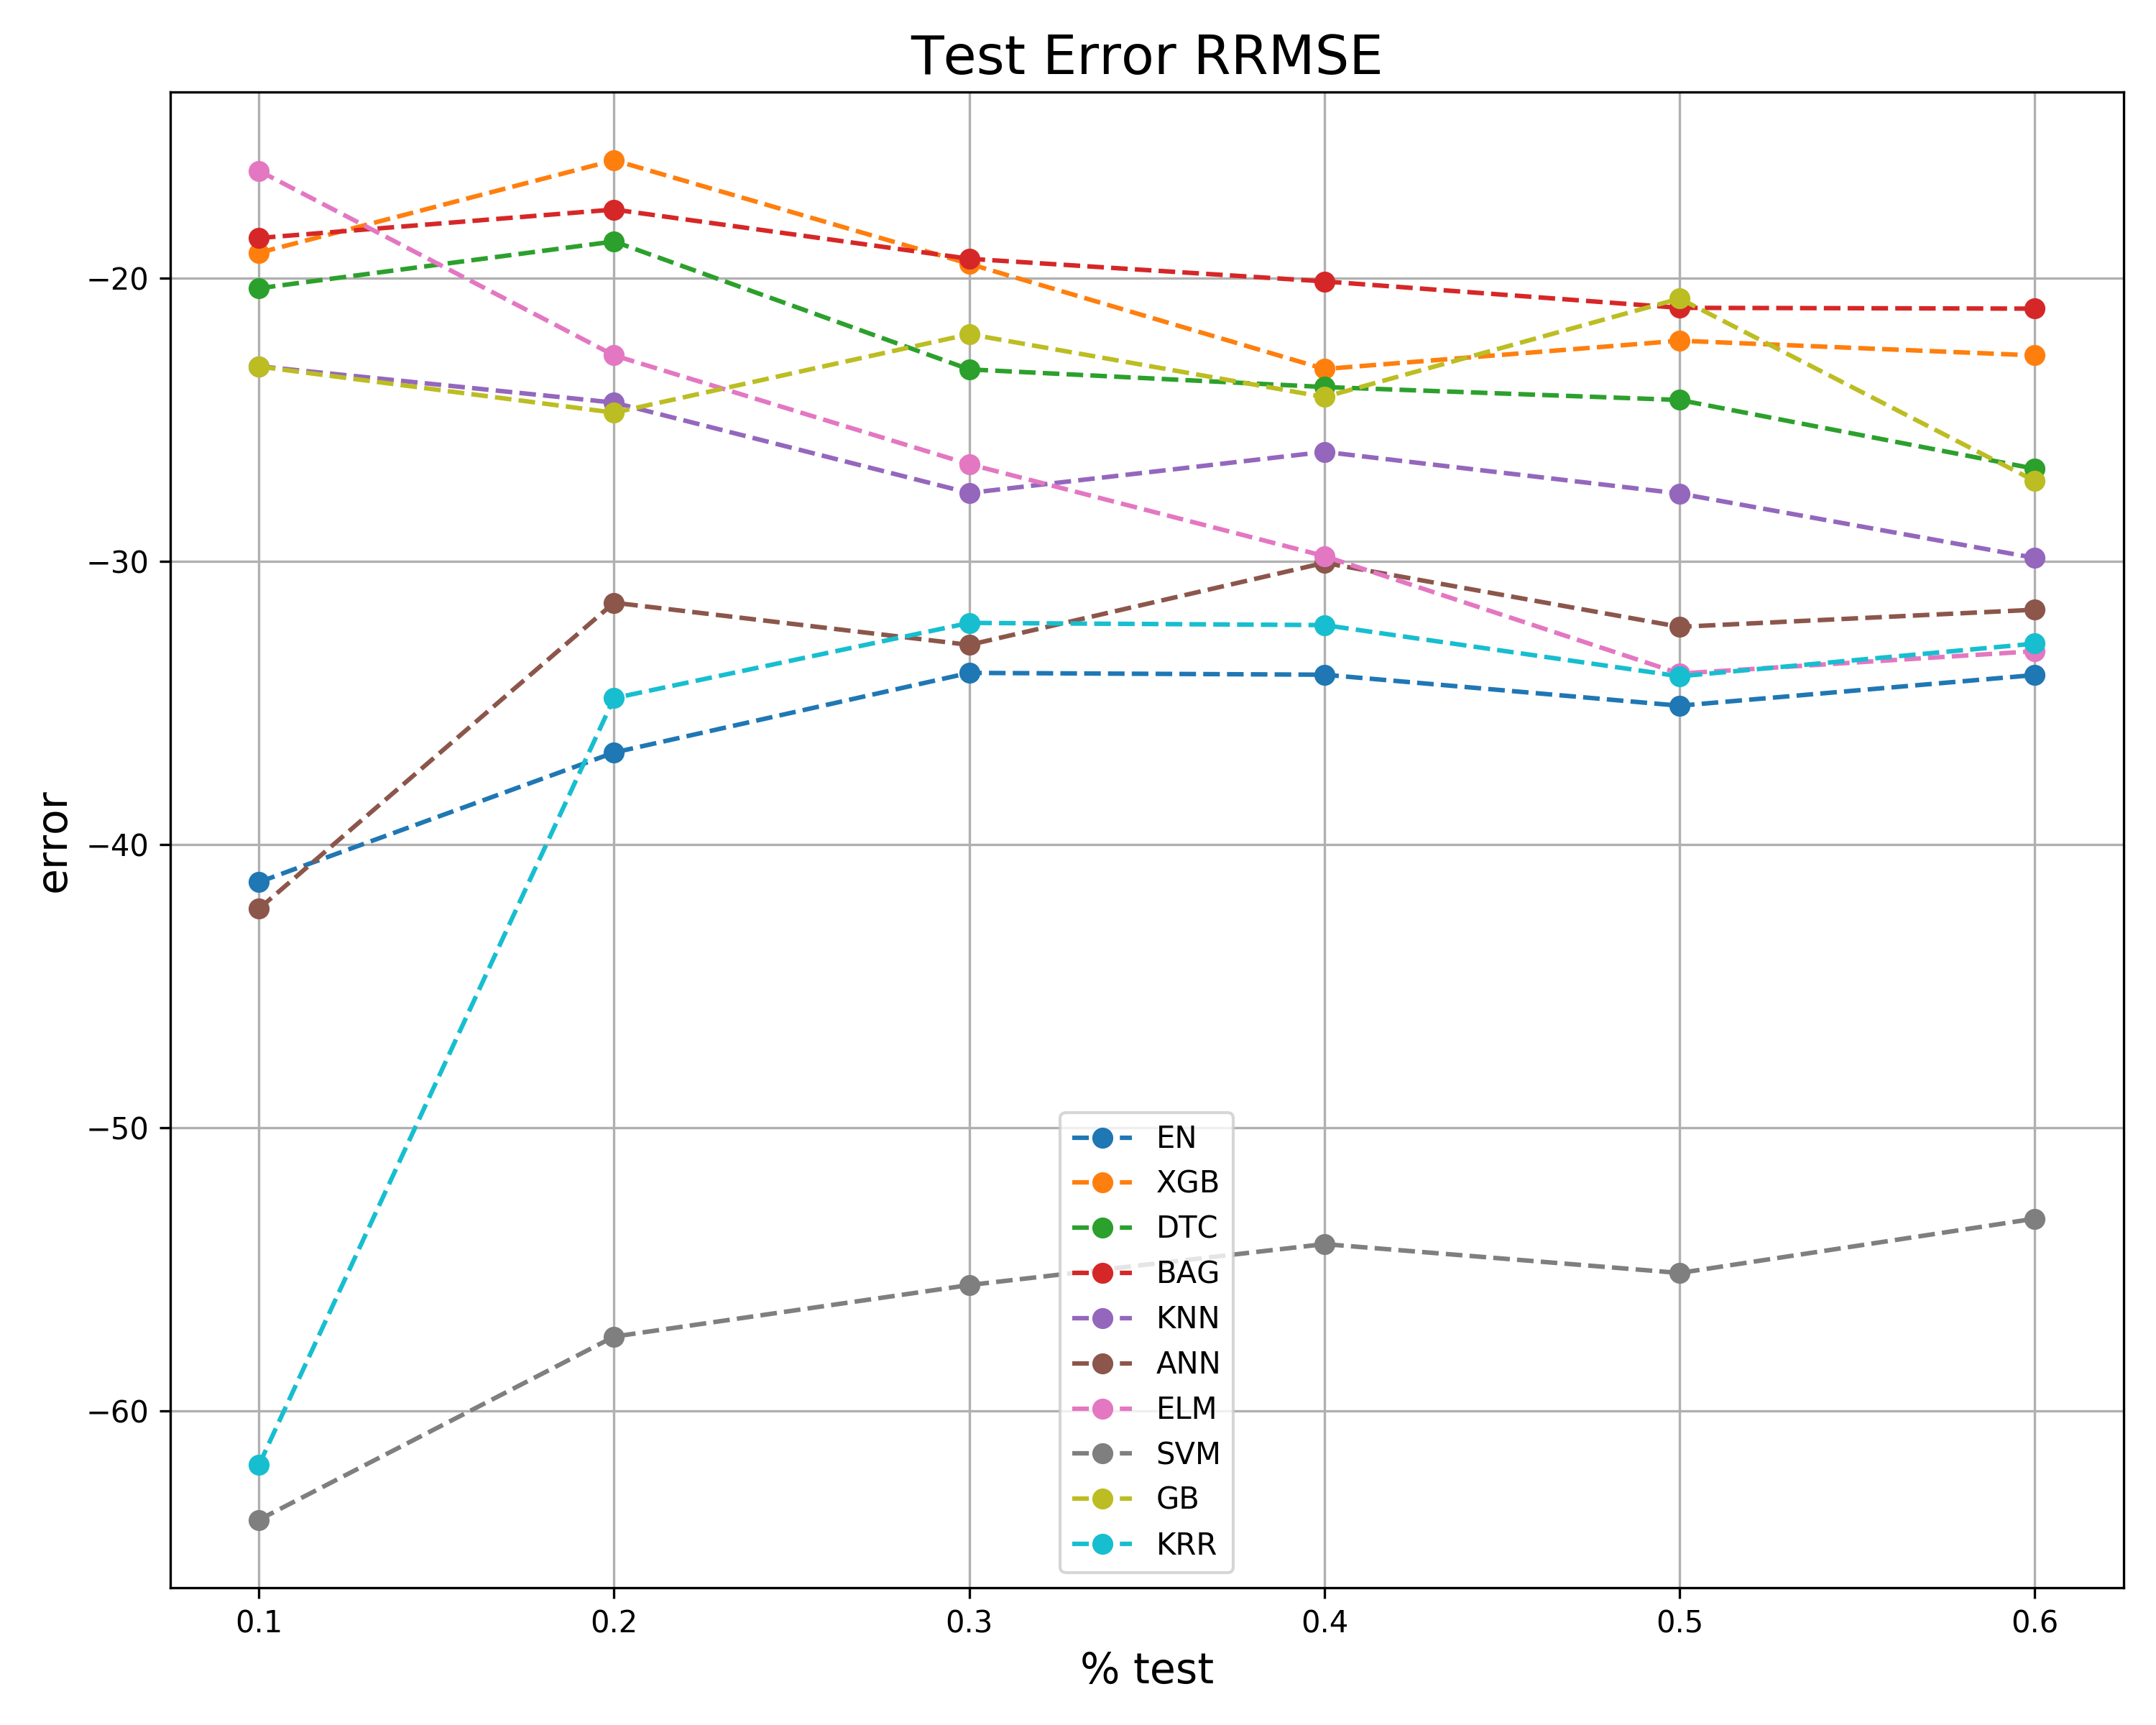 Test Error RRMSE
error
−20
−30
−40
−50
−60
EN
XGB
DTC
BAG
KNN
ANN
ELM
SVM
GB
KRR
0.1 0.2 0.3 0.4 0.5 0.6
% test